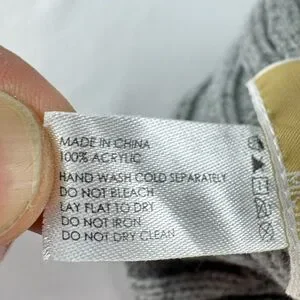 MADE IN CHINA
100% ACRYLIC
HAND WASH COLD SEPARATELY
DO NOT BLEACH
LAY FLAT TO DRY
DO NOT IRON
DO NOT DRY CLEAN